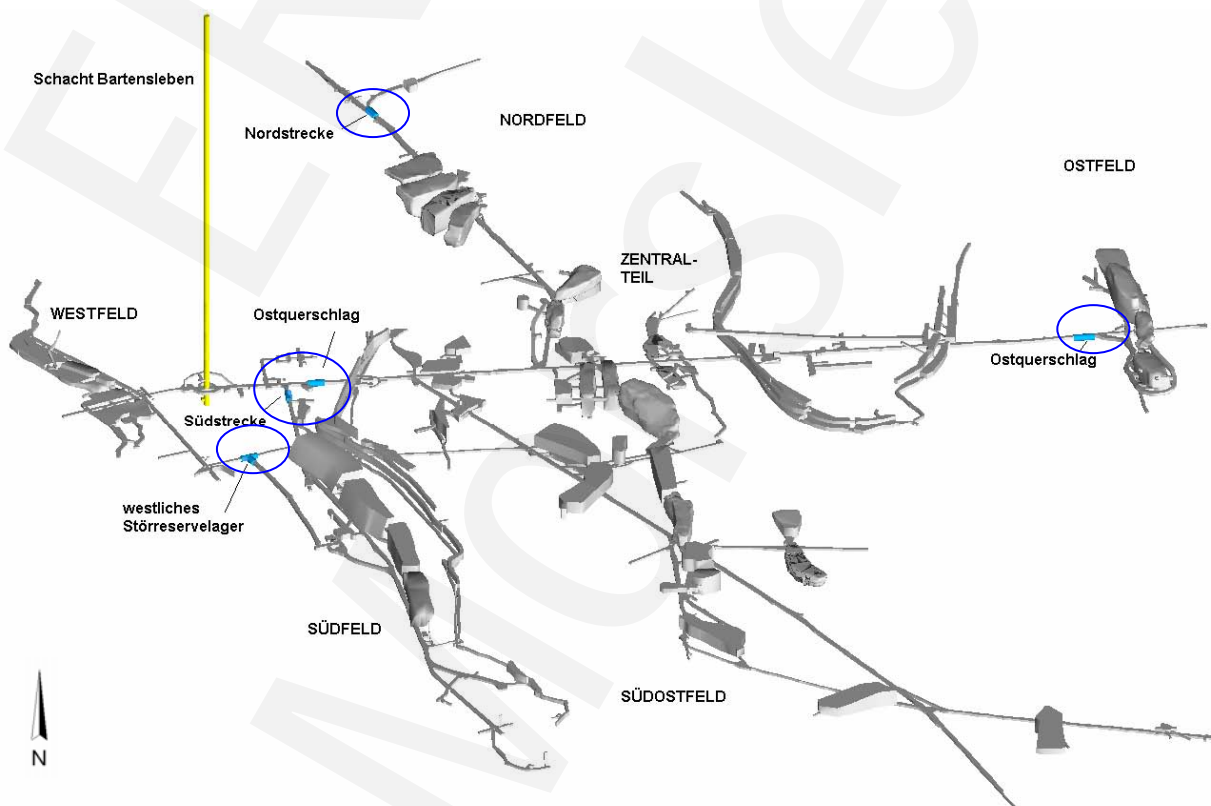 Schacht Bartensleben
Nordstrecke
NORDFELD
OSTFELD
ZENTRAL-
TEIL
WESTFELD
Ostquerschlag
Ostquerschlag
Südstrecke
westliches
Störreservelager
SÜDFELD
SÜDOSTFELD
N